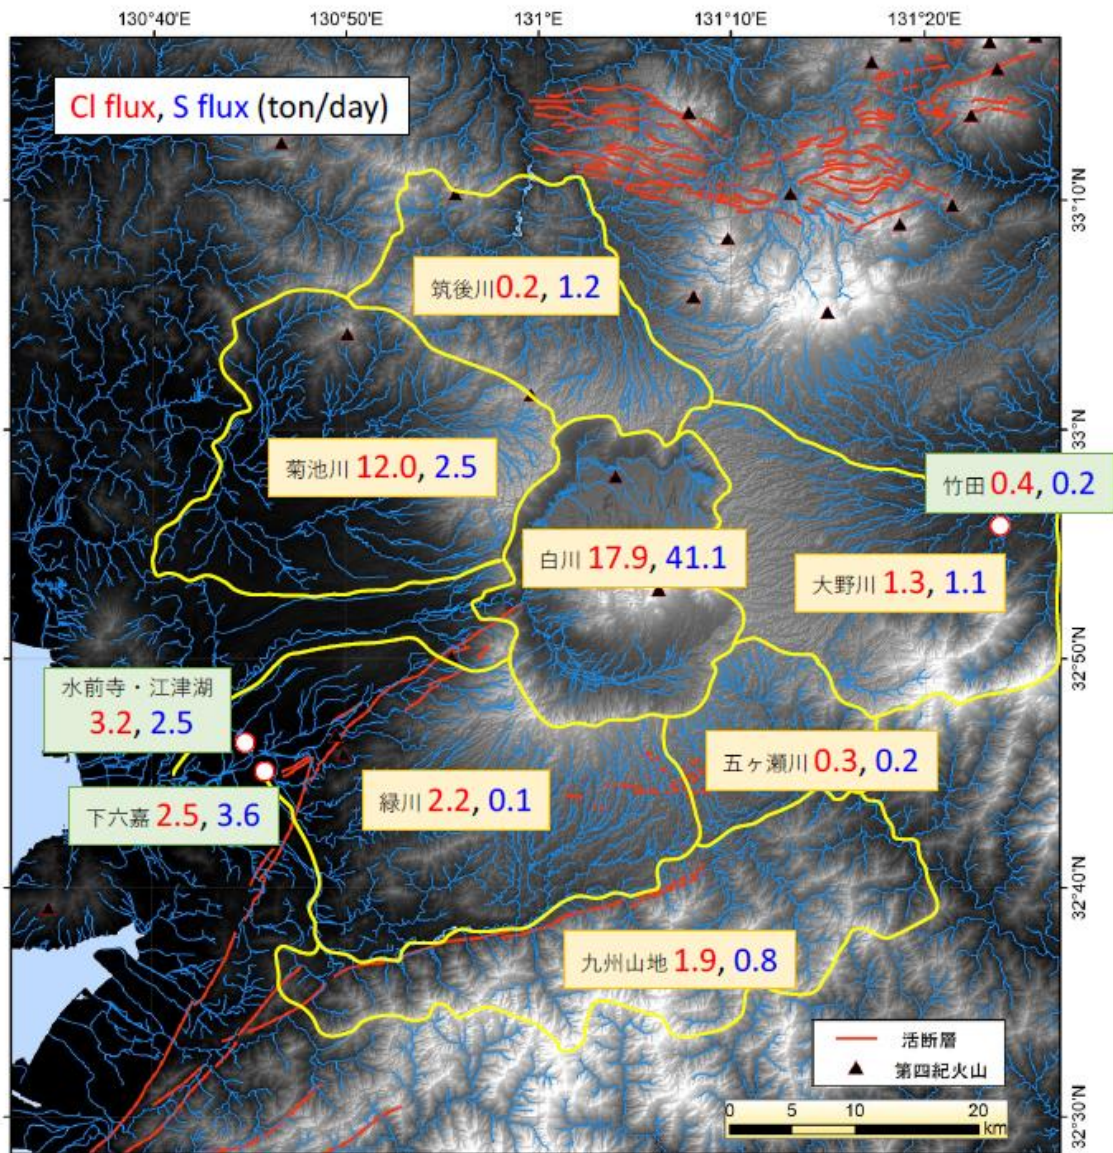 130°40'E 130°50'E 131°E 131°10'E 131°20'E
Cl flux, S flux (ton/day)
33°10'N
筑後川0.2, 1.2
33°N
菊池川 12.0, 2.5
竹田 0.4, 0.2
白川 17.9, 41.1
大野川 1.3, 1.1
32°50'N
水前寺・江津湖
3.2, 2.5
五ヶ瀬川 0.3, 0.2
下六嘉 2.5, 3.6
緑川 2.2, 0.1
32°40'N
九州山地 1.9, 0.8
活断層
第四紀火山
0 5 10 20
km
32°30'N